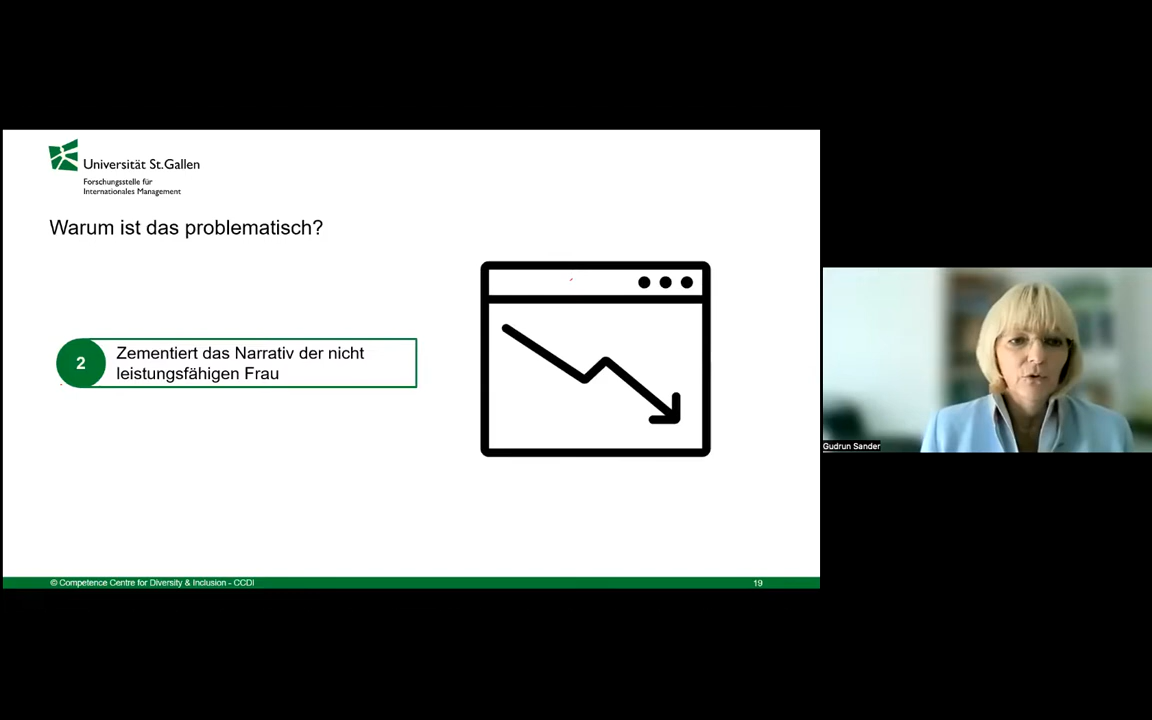 Universität St.Gallen
Forschungsstelle für
Internationales Management
Warum ist das problematisch?
2
Zementiert das Narrativ der nicht
leistungsfähigen Frau
Gudrun Sander
© Competence Centre for Diversity & Inclusion - CCDI
19